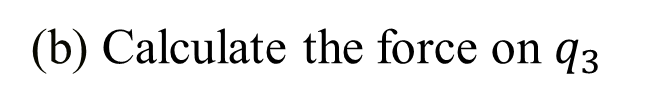 (b) Calculate the force on q₃